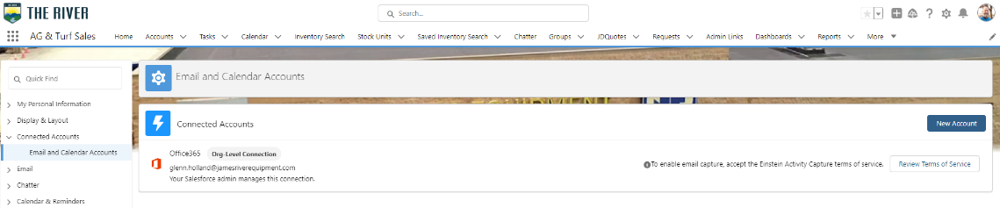 THE RIVER
Search...
AG & Turf Sales Home Accounts Tasks Calendar Inventory Search Stock Units Saved Inventory Search Chatter Groups JDQuotes Requests Admin Links Dashboards Reports More
Quick Find
My Personal Information
Display & Layout
Connected Accounts
Email and Calendar Accounts
Email
Chatter
Calendar & Reminders
Email and Calendar Accounts
Connected Accounts
New Account
Office365 Org-Level Connection
glenn.holland@jamesriverequipment.com
Your Salesforce admin manages this connection.
To enable email capture, accept the Einstein Activity Capture terms of service.
Review Terms of Service